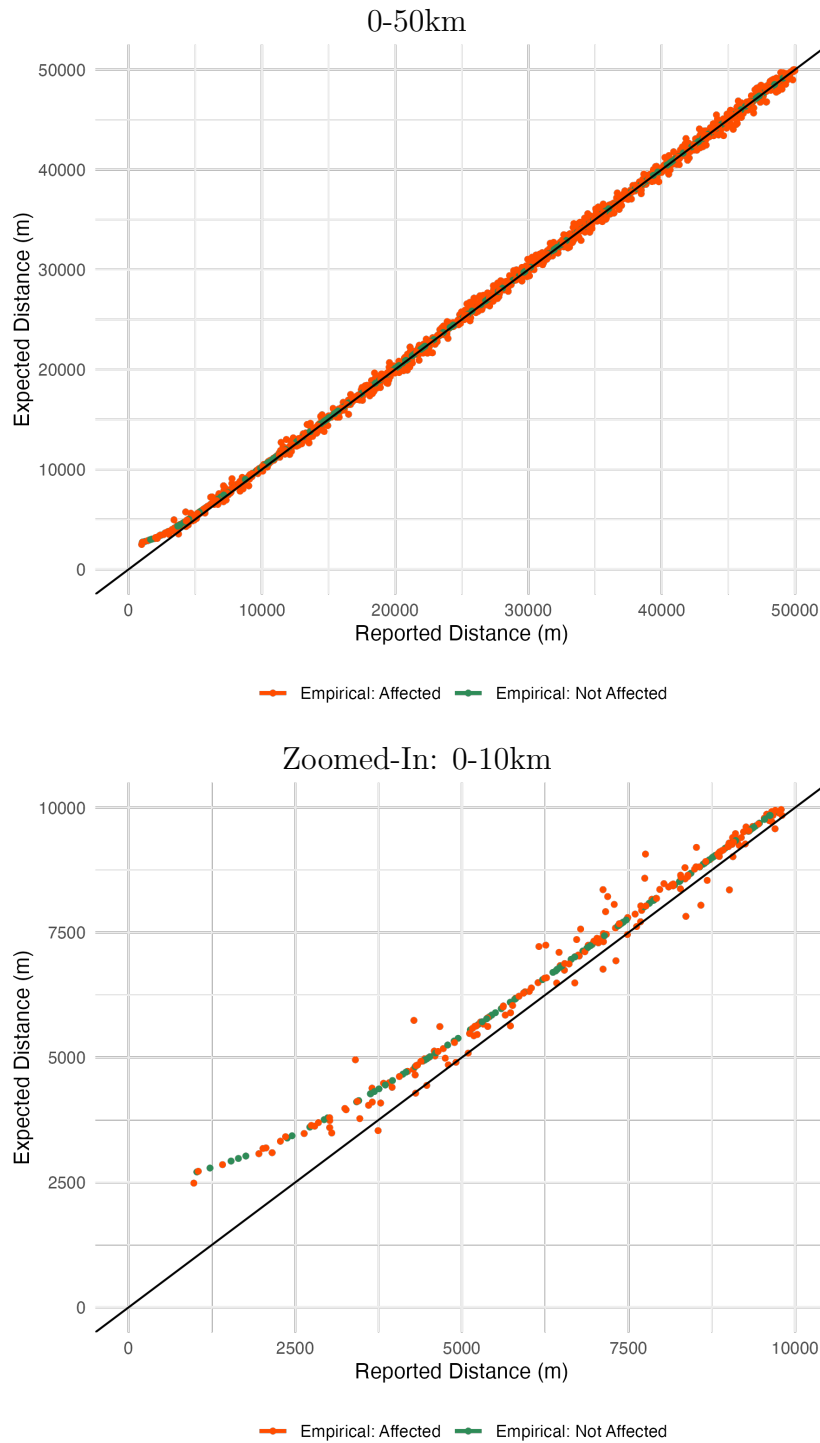 0-50km
50000
40000
30000
20000
10000
0
Expected Distance (m)
0 10000 20000 30000 40000 50000
Reported Distance (m)
Empirical: Affected Empirical: Not Affected
Zoomed-In: 0-10km
10000
7500
5000
2500
0
Expected Distance (m)
0 2500 5000 7500 10000
Reported Distance (m)
Empirical: Affected Empirical: Not Affected